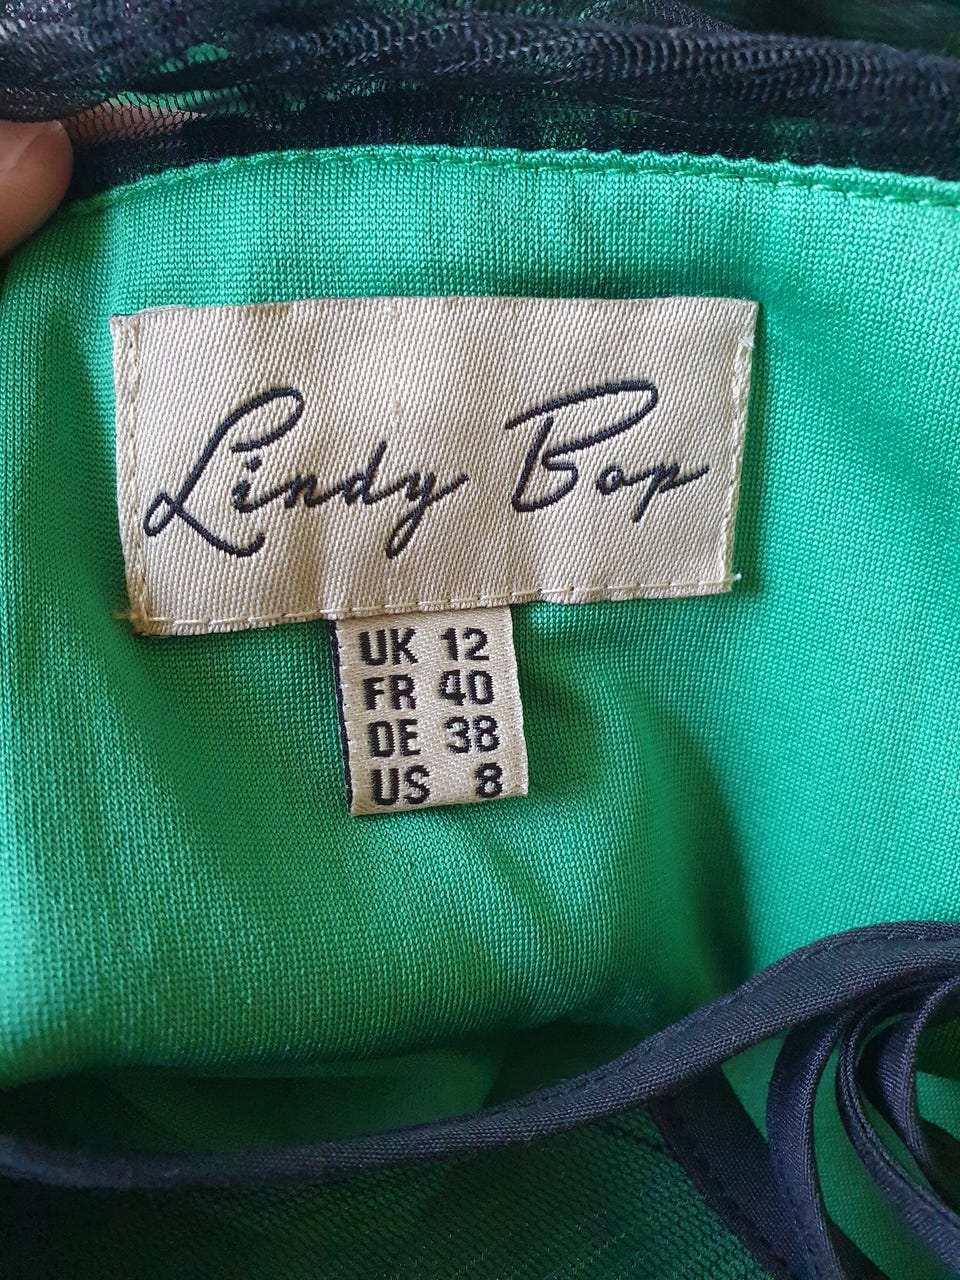 Lindy Bop
UK 12
FR 40
DE 38
US 8